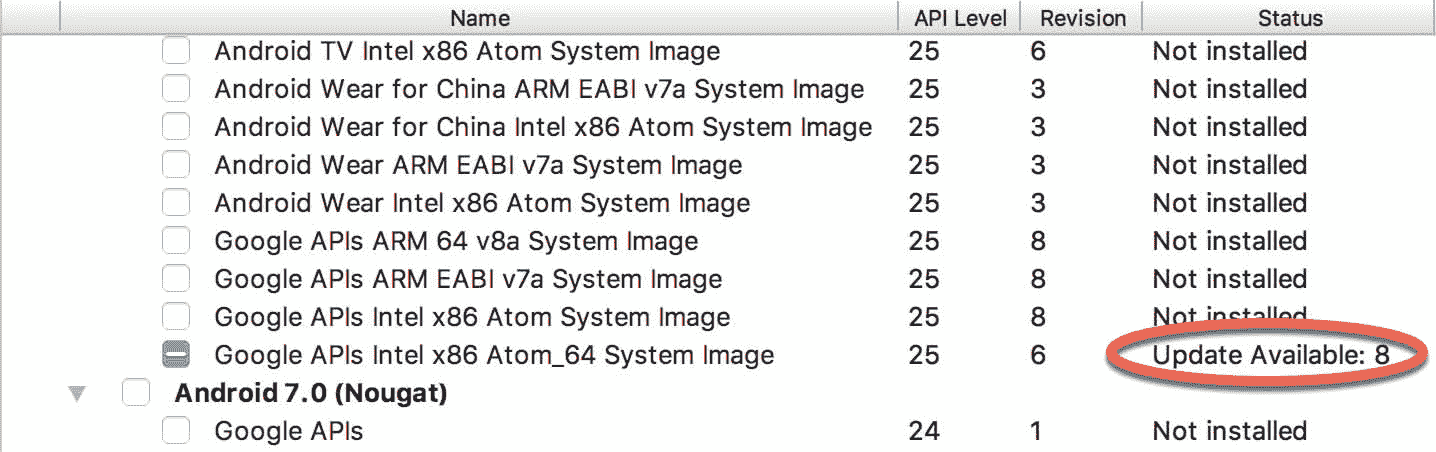 Name API Level Revision Status
Android TV Intel x86 Atom System Image 25 6 Not installed
Android Wear for China ARM EABI v7a System Image 25 3 Not installed
Android Wear for China Intel x86 Atom System Image 25 3 Not installed
Android Wear ARM EABI v7a System Image 25 3 Not installed
Android Wear Intel x86 Atom System Image 25 3 Not installed
Google APIs ARM 64 v8a System Image 25 8 Not installed
Google APIs ARM EABI v7a System Image 25 8 Not installed
Google APIs Intel x86 Atom System Image 25 8 Not installed
Google APIs Intel x86 Atom_64 System Image 25 6 Update Available: 8
Android 7.0 (Nougat)
Google APIs 24 1 Not installed